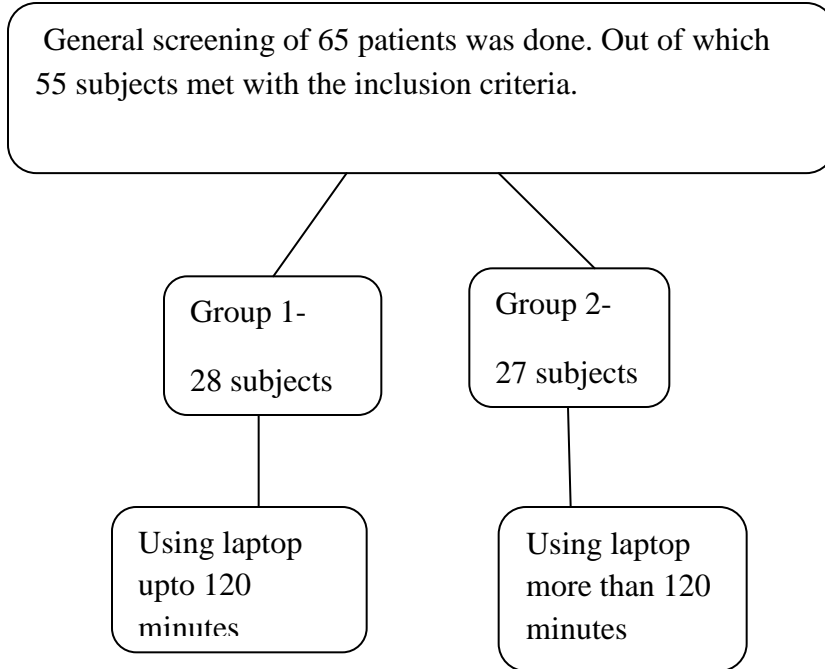 General screening of 65 patients was done. Out of which
55 subjects met with the inclusion criteria.
Group 1-
28 subjects
Group 2-
27 subjects
Using laptop
upto 120
minutes
Using laptop
more than 120
minutes